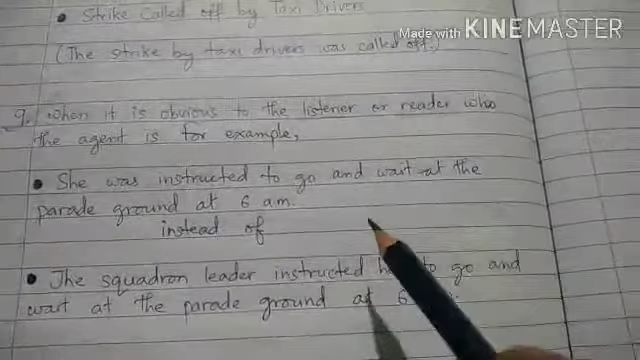 • Strike Called off by Taxi Drivers
Made with KINEMASTER
(The strike by taxi drivers was called off.)
9. When it is obvious to the listener or reader who
the agent is for example,
• She was instructed to go and wait at the
parade ground at 6 am.
instead of
• The squadron leader instructed to go and
wait at the parade ground at 6